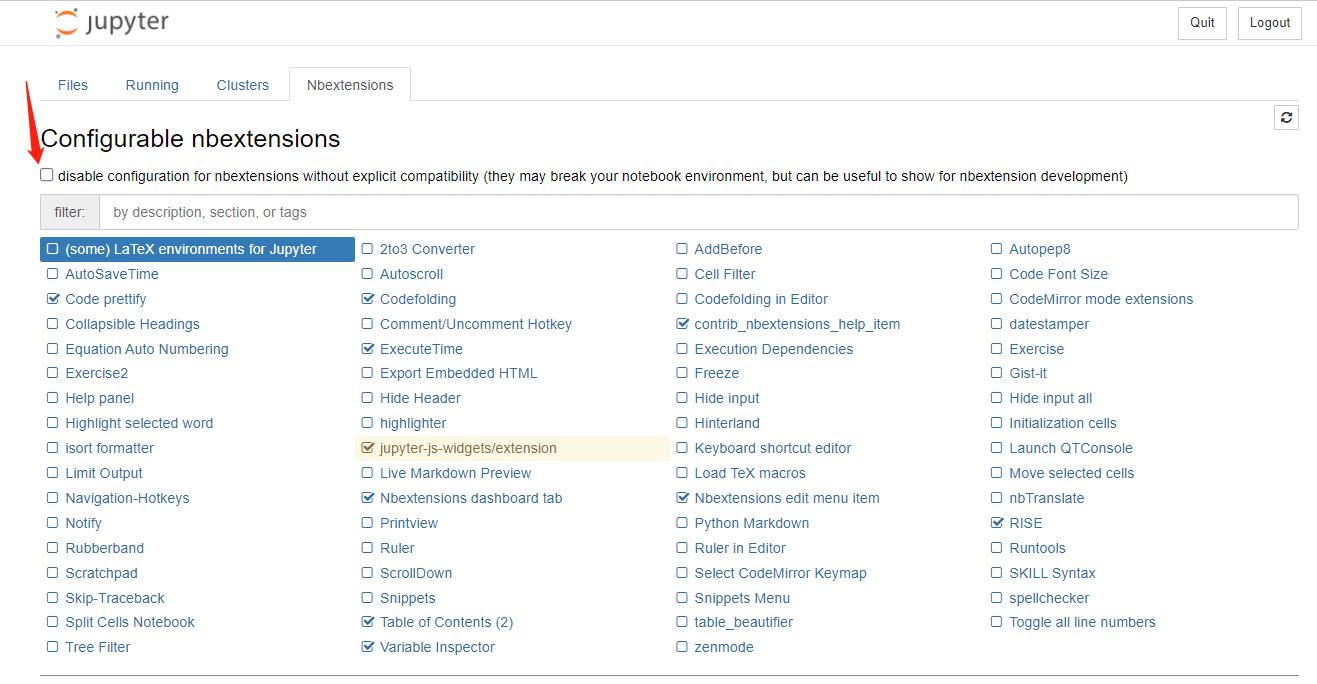 jupyter
Quit Logout
Files Running Clusters Nbextensions
Configurable nbextensions
disable configuration for nbextensions without explicit compatibility (they may break your notebook environment, but can be useful to show for nbextension development)
filter: by description, section, or tags
(some) LaTeX environments for Jupyter 2to3 Converter AddBefore Autopep8
AutoSaveTime Autoscroll Cell Filter Code Font Size
Code prettify Codefolding Codefolding in Editor CodeMirror mode extensions
Collapsible Headings Comment/Uncomment Hotkey contrib_nbextensions_help_item datestamper
Equation Auto Numbering ExecuteTime Execution Dependencies Exercise
Exercise2 Export Embedded HTML Freeze Gist-it
Help panel Hide Header Hide input Hide input all
Highlight selected word highlighter Hinterland Initialization cells
isort formatter jupyter-js-widgets/extension Keyboard shortcut editor Launch QTConsole
Limit Output Live Markdown Preview Load TeX macros Move selected cells
Navigation-Hotkeys Nbextensions dashboard tab Nbextensions edit menu item nbTranslate
Notify Printview Python Markdown RISE
Rubberband Ruler Ruler in Editor Runtools
Scratchpad ScrollDown Select CodeMirror Keymap SKILL Syntax
Skip-Traceback Snippets Snippets Menu spellchecker
Split Cells Notebook Table of Contents (2) table_beautifier Toggle all line numbers
Tree Filter Variable Inspector zenmode